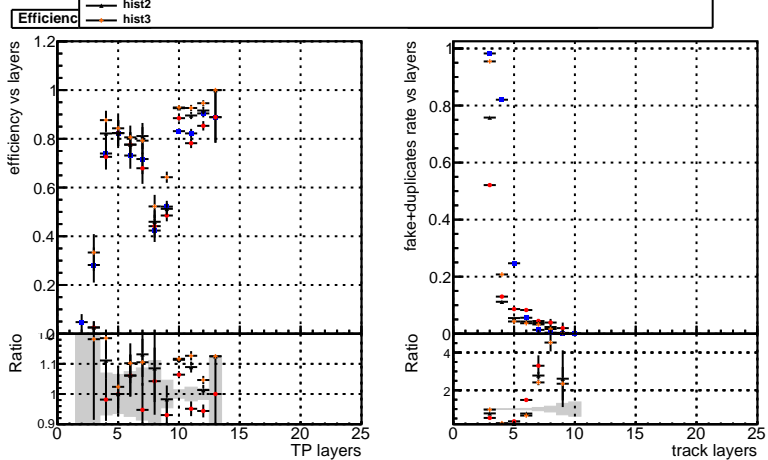 hist2
Efficienc
hist3
efficiency vs layers
1.2
1
0.8
0.6
0.4
0.2
0
Ratio
1.2
1.1
1
0.9
0 5 10 15 20 25
TP layers
fake+duplicates rate vs layers
1
0.8
0.6
0.4
0.2
0
Ratio
4
2
0 5 10 15 20 25
track layers